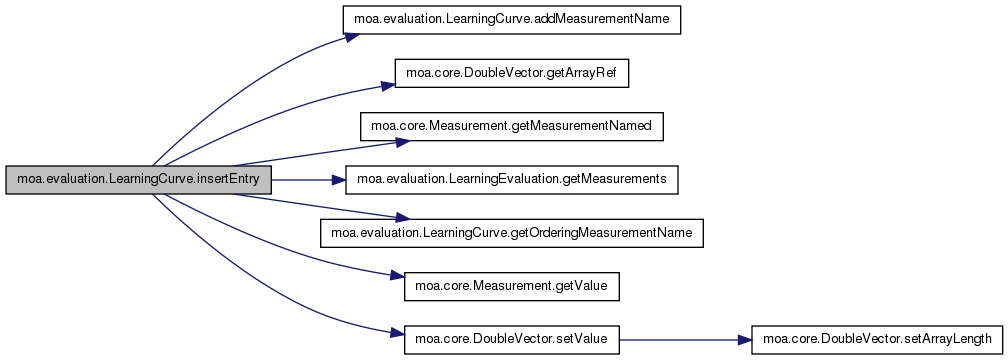 moa.evaluation.LearningCurve.addMeasurementName
moa.core.DoubleVector.getArrayRef
moa.core.Measurement.getMeasurementNamed
moa.evaluation.LearningCurve.insertEntry
moa.evaluation.LearningEvaluation.getMeasurements
moa.evaluation.LearningCurve.getOrderingMeasurementName
moa.core.Measurement.getValue
moa.core.DoubleVector.setValue
moa.core.DoubleVector.setArrayLength